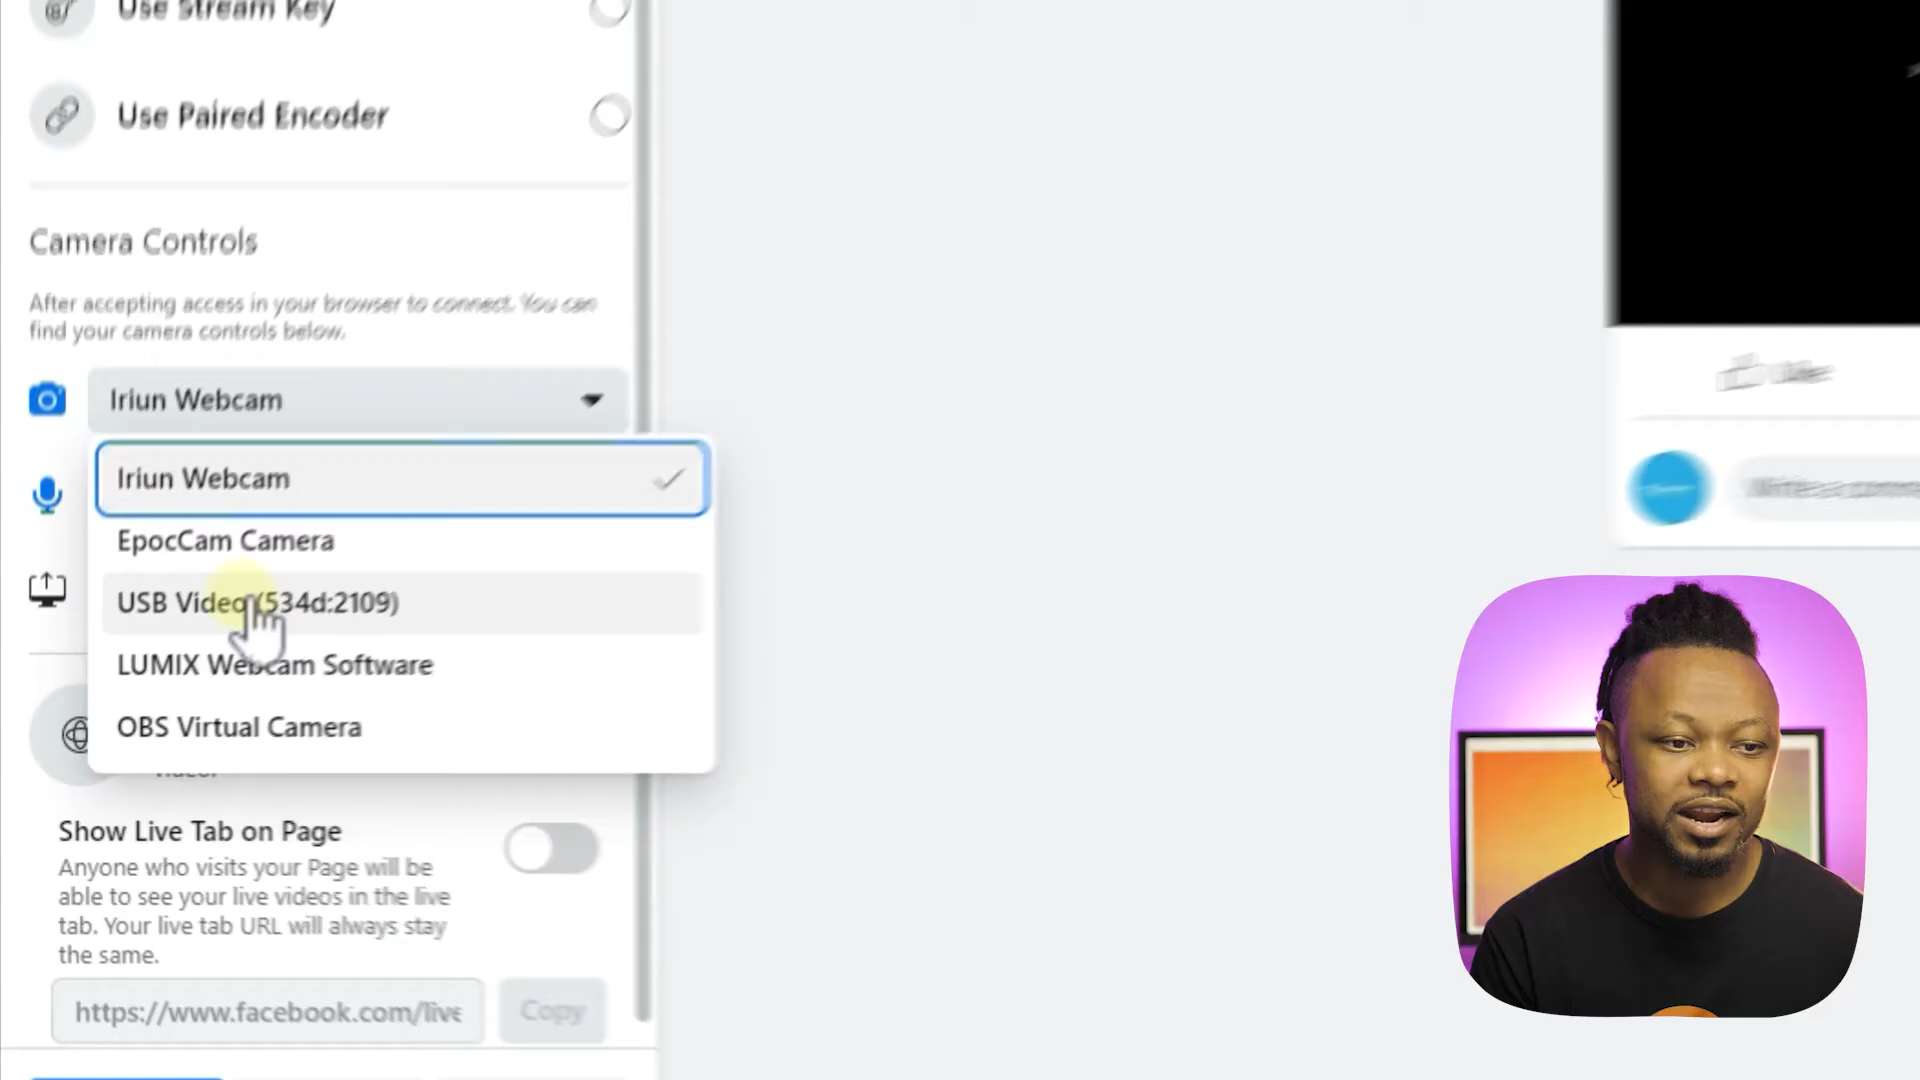 Use Stream Key
Use Paired Encoder
Camera Controls
After accepting access in your browser to connect. You can
find your camera controls below.
Iriun Webcam
Iriun Webcam
EpocCam Camera
USB Video (534d:2109)
LUMIX Webcam Software
OBS Virtual Camera
Show Live Tab on Page
Anyone who visits your Page will be
able to see your live videos in the live
tab. Your live tab URL will always stay
the same.
https://www.facebook.com/live
Copy